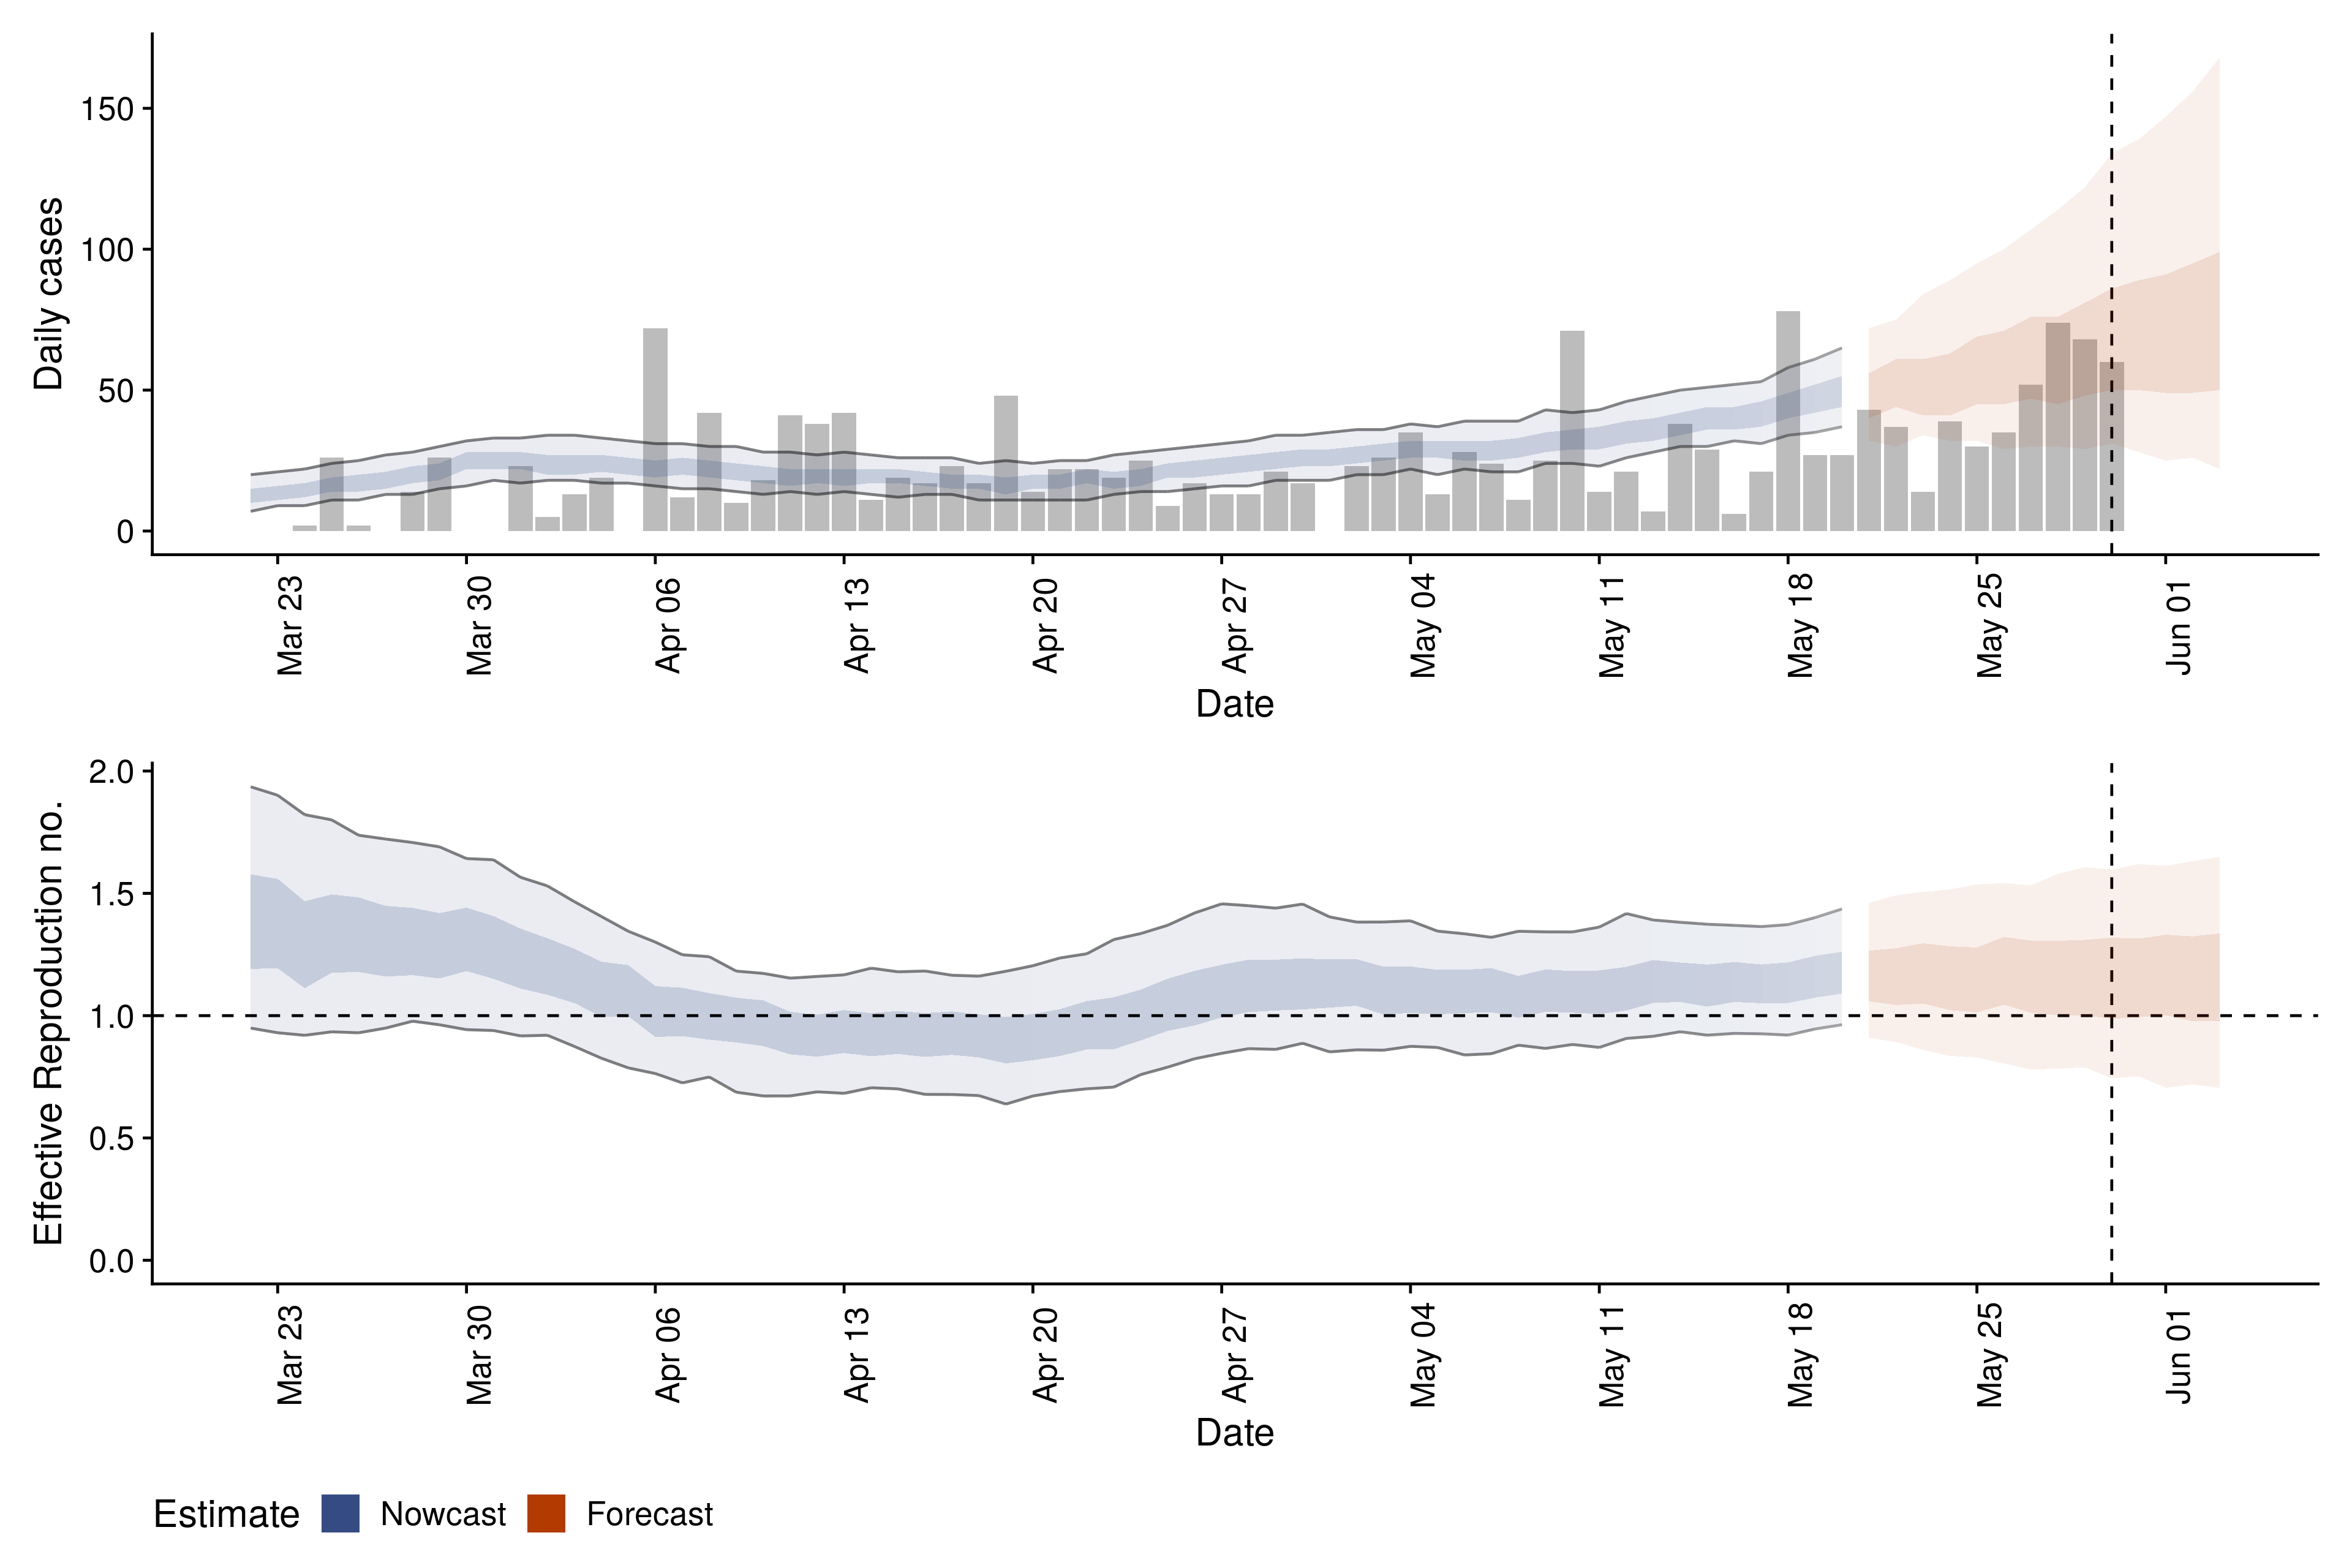 Daily cases
150
100
50
0
Mar 23
Mar 30
Apr 06
Apr 13
Apr 20
Apr 27
May 04
May 11
May 18
May 25
Jun 01
Date
Effective Reproduction no.
2.0
1.5
1.0
0.5
0.0
Mar 23
Mar 30
Apr 06
Apr 13
Apr 20
Apr 27
May 04
May 11
May 18
May 25
Jun 01
Date
Estimate Nowcast Forecast